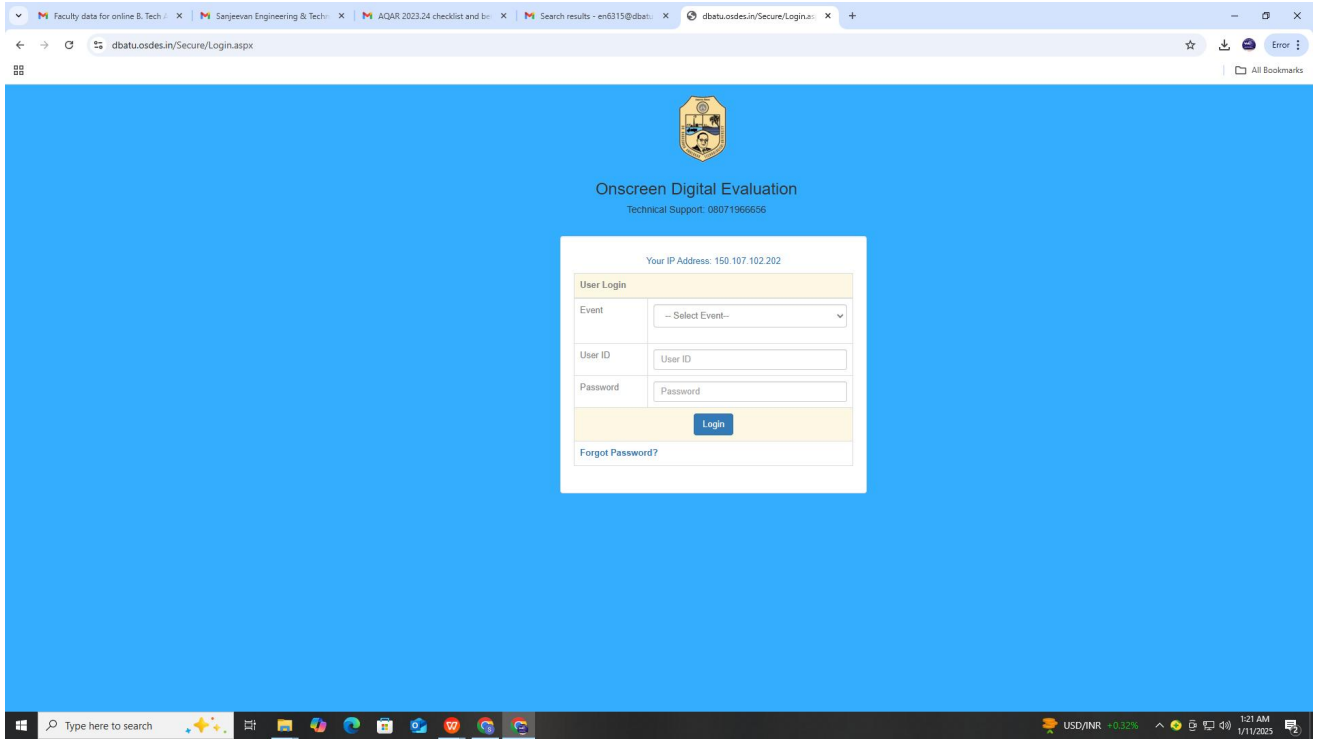 Faculty data for online B. Tech A
Sanjeevan Engineering & Techn
AQAR 2023.24 checklist and be
Search results - en6315@dbatu
dbatu.osdes.in/Secure/Login.as
dbatu.osdes.in/Secure/Login.aspx
Error
All Bookmarks
Onscreen Digital Evaluation
Technical Support: 08071966656
Your IP Address: 150.107.102.202
User Login
Event
-- Select Event--
User ID
User ID
Password
Password
Login
Forgot Password?
Type here to search
USD/INR +0.32%
1:21 AM
1/11/2025
2